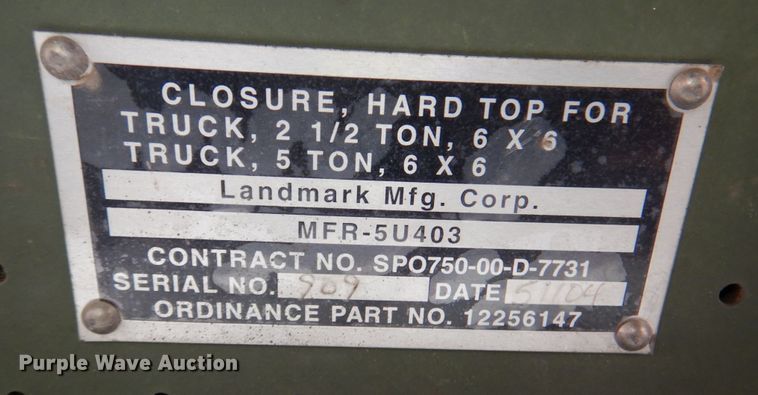 CLOSURE, HARD TOP FOR
TRUCK, 2 1/2 TON, 6 X 6
TRUCK, 5 TON, 6 X 6
Landmark Mfg. Corp.
MFR-5U403
CONTRACT NO. SPO750-00-D-7731
SERIAL NO. 909 DATE
ORDINANCE PART NO. 12256147
Purple Wave Auction